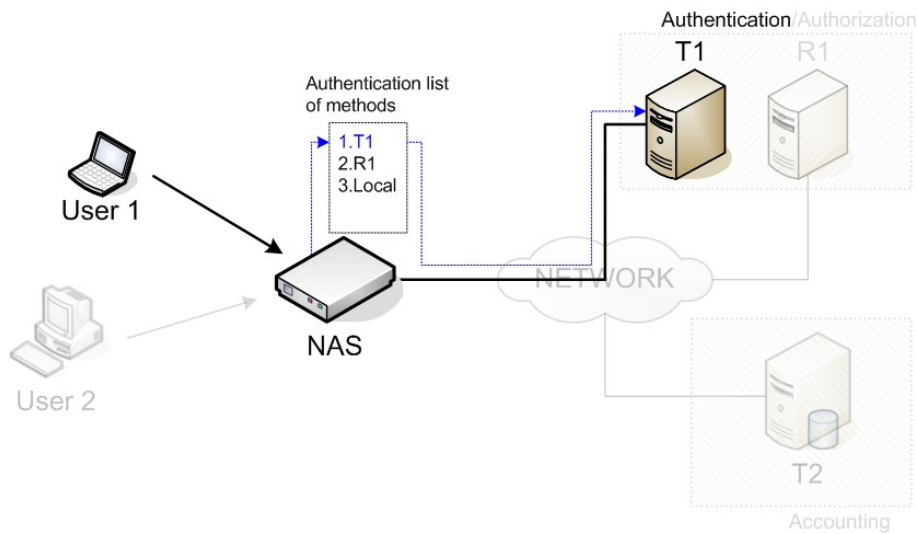 Authentication/Authorization
T1
R1
Authentication list
of methods
1.T1
2.R1
3.Local
User 1
NETWORK
NAS
User 2
T2
Accounting